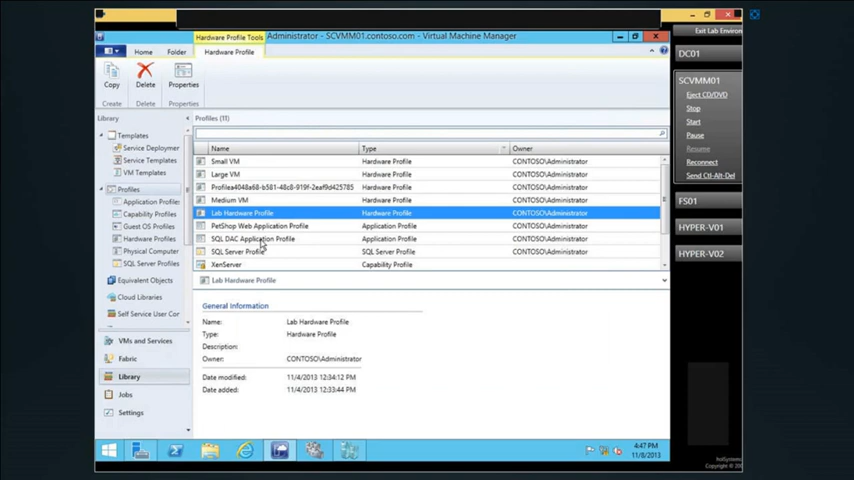 Hardware Profile Tools
Administrator - SCVMM01.contoso.com - Virtual Machine Manager
Home
Folder
Hardware Profile
Copy
Delete
Properties
Create
Delete
Properties
Library
Templates
Service Deploymer
Service Templates
VM Templates
Profiles
Application Profile:
Capability Profiles
Guest OS Profiles
Hardware Profiles
Physical Computer
SQL Server Profiles
Equivalent Objects
Cloud Libraries
Self Service User Cor
VMs and Services
Fabric
Library
Jobs
Settings
Profiles (11)
Name Type Owner
Small VM Hardware Profile CONTOSO\Administrator
Large VM Hardware Profile CONTOSO\Administrator
Profilea4048a68-b581-48c8-919f-2eaf9d425785 Hardware Profile CONTOSO\Administrator
Medium VM Hardware Profile CONTOSO\Administrator
Lab Hardware Profile Hardware Profile CONTOSO\Administrator
PetShop Web Application Profile Application Profile CONTOSO\Administrator
SQL DAC Application Profile Application Profile CONTOSO\Administrator
SQL Server Profile SQL Server Profile CONTOSO\Administrator
XenServer Capability Profile
Lab Hardware Profile
General Information
Name: Lab Hardware Profile
Type: Hardware Profile
Description:
Owner: CONTOSO\Administrator
Date modified: 11/4/2013 12:34:12 PM
Date added: 11/4/2013 12:33:44 PM
4:47 PM
11/8/2013
Exit Lab Environ
DC01
SCVMM01
Eject CD/DVD
Stop
Start
Pause
Resume
Reconnect
Send Ctl-Alt-Del
FS01
HYPER-V01
HYPER-V02
holSystems
Copyright © 20